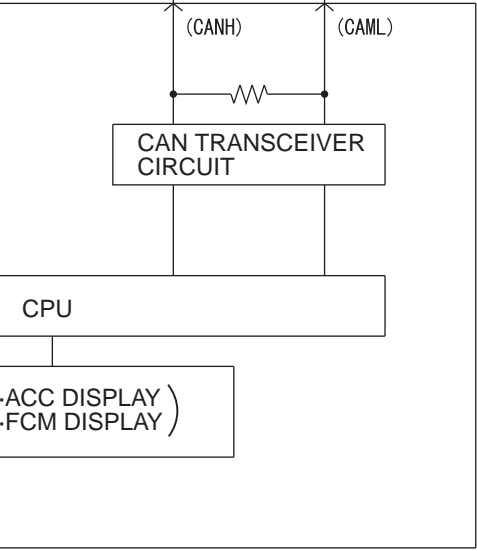 (CANH) (CAML)
CAN TRANSCEIVER
CIRCUIT
CPU
·ACC DISPLAY
·FCM DISPLAY)